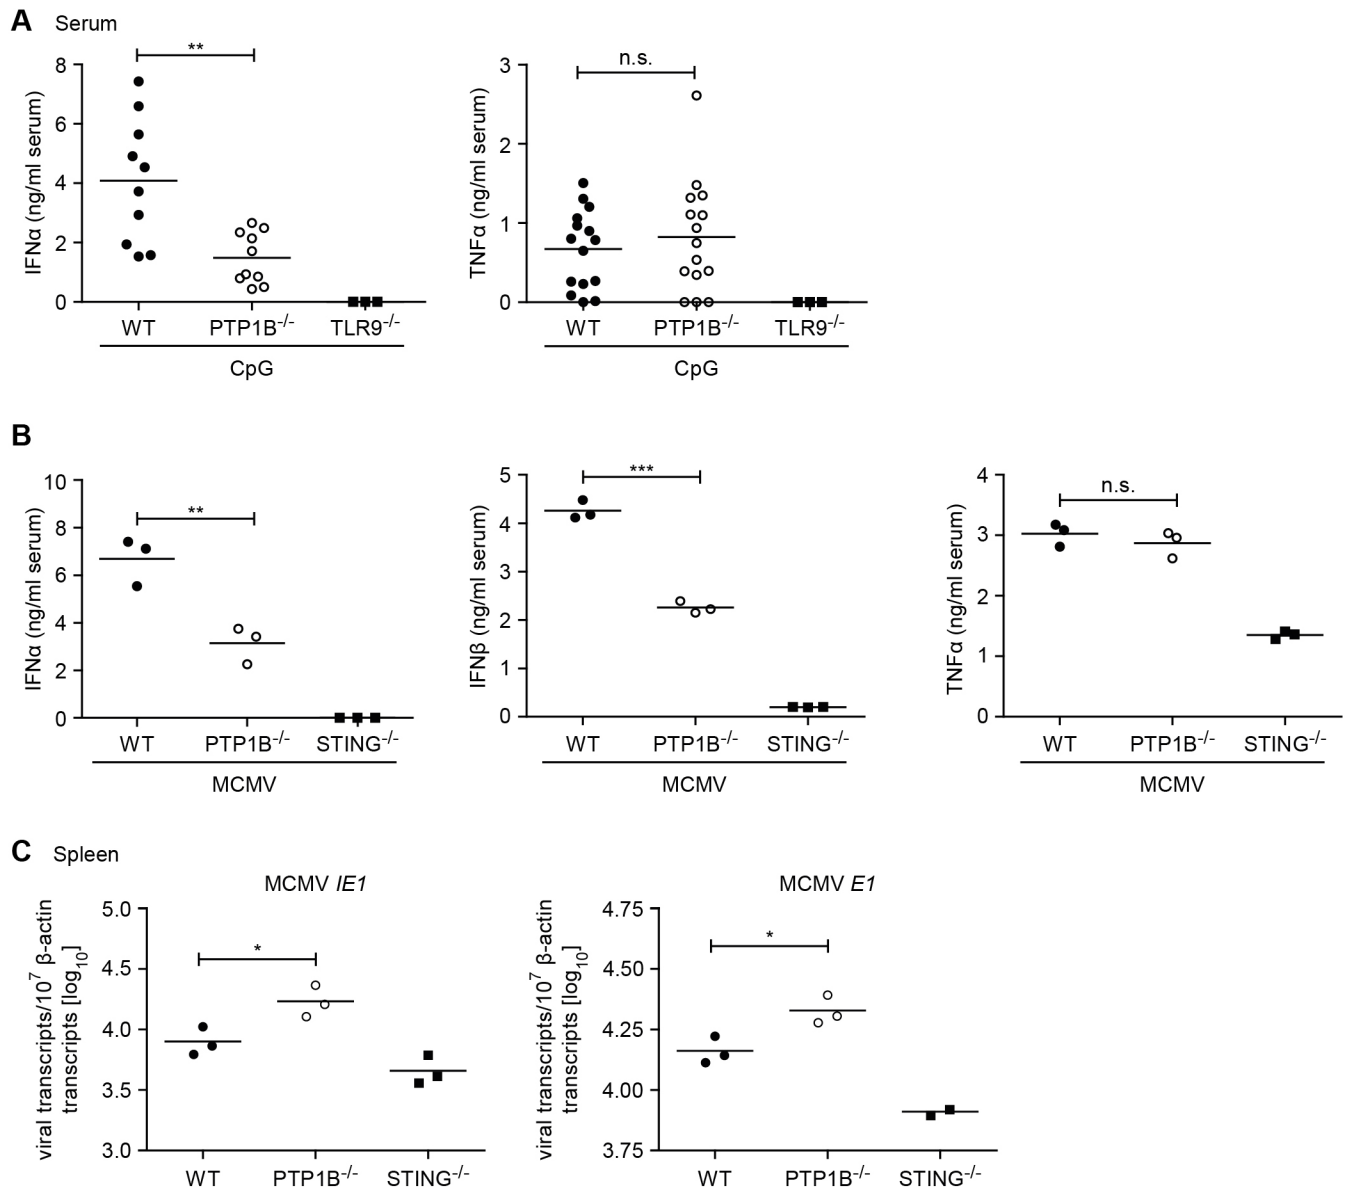 A Serum
**
n.s.
IFNα (ng/ml serum)
8
6
4
2
0
WT PTP1B-/- TLR9-/-
CpG
TNFα (ng/ml serum)
3
2
1
0
WT PTP1B-/- TLR9-/-
CpG
B
**
IFNα (ng/ml serum)
10
8
6
4
2
0
WT PTP1B-/- STING-/-
MCMV
***
IFNβ (ng/ml serum)
5
4
3
2
1
0
WT PTP1B-/- STING-/-
MCMV
n.s.
TNFα (ng/ml serum)
4
3
2
1
0
WT PTP1B-/- STING-/-
MCMV
C Spleen
MCMV IE1
*
viral transcripts/10^7 β-actin
transcripts [log10]
5.0
4.5
4.0
3.5
3.0
WT PTP1B-/- STING-/-
MCMV E1
*
viral transcripts/10^7 β-actin
transcripts [log10]
4.75
4.50
4.25
4.00
3.75
WT PTP1B-/- STING-/-